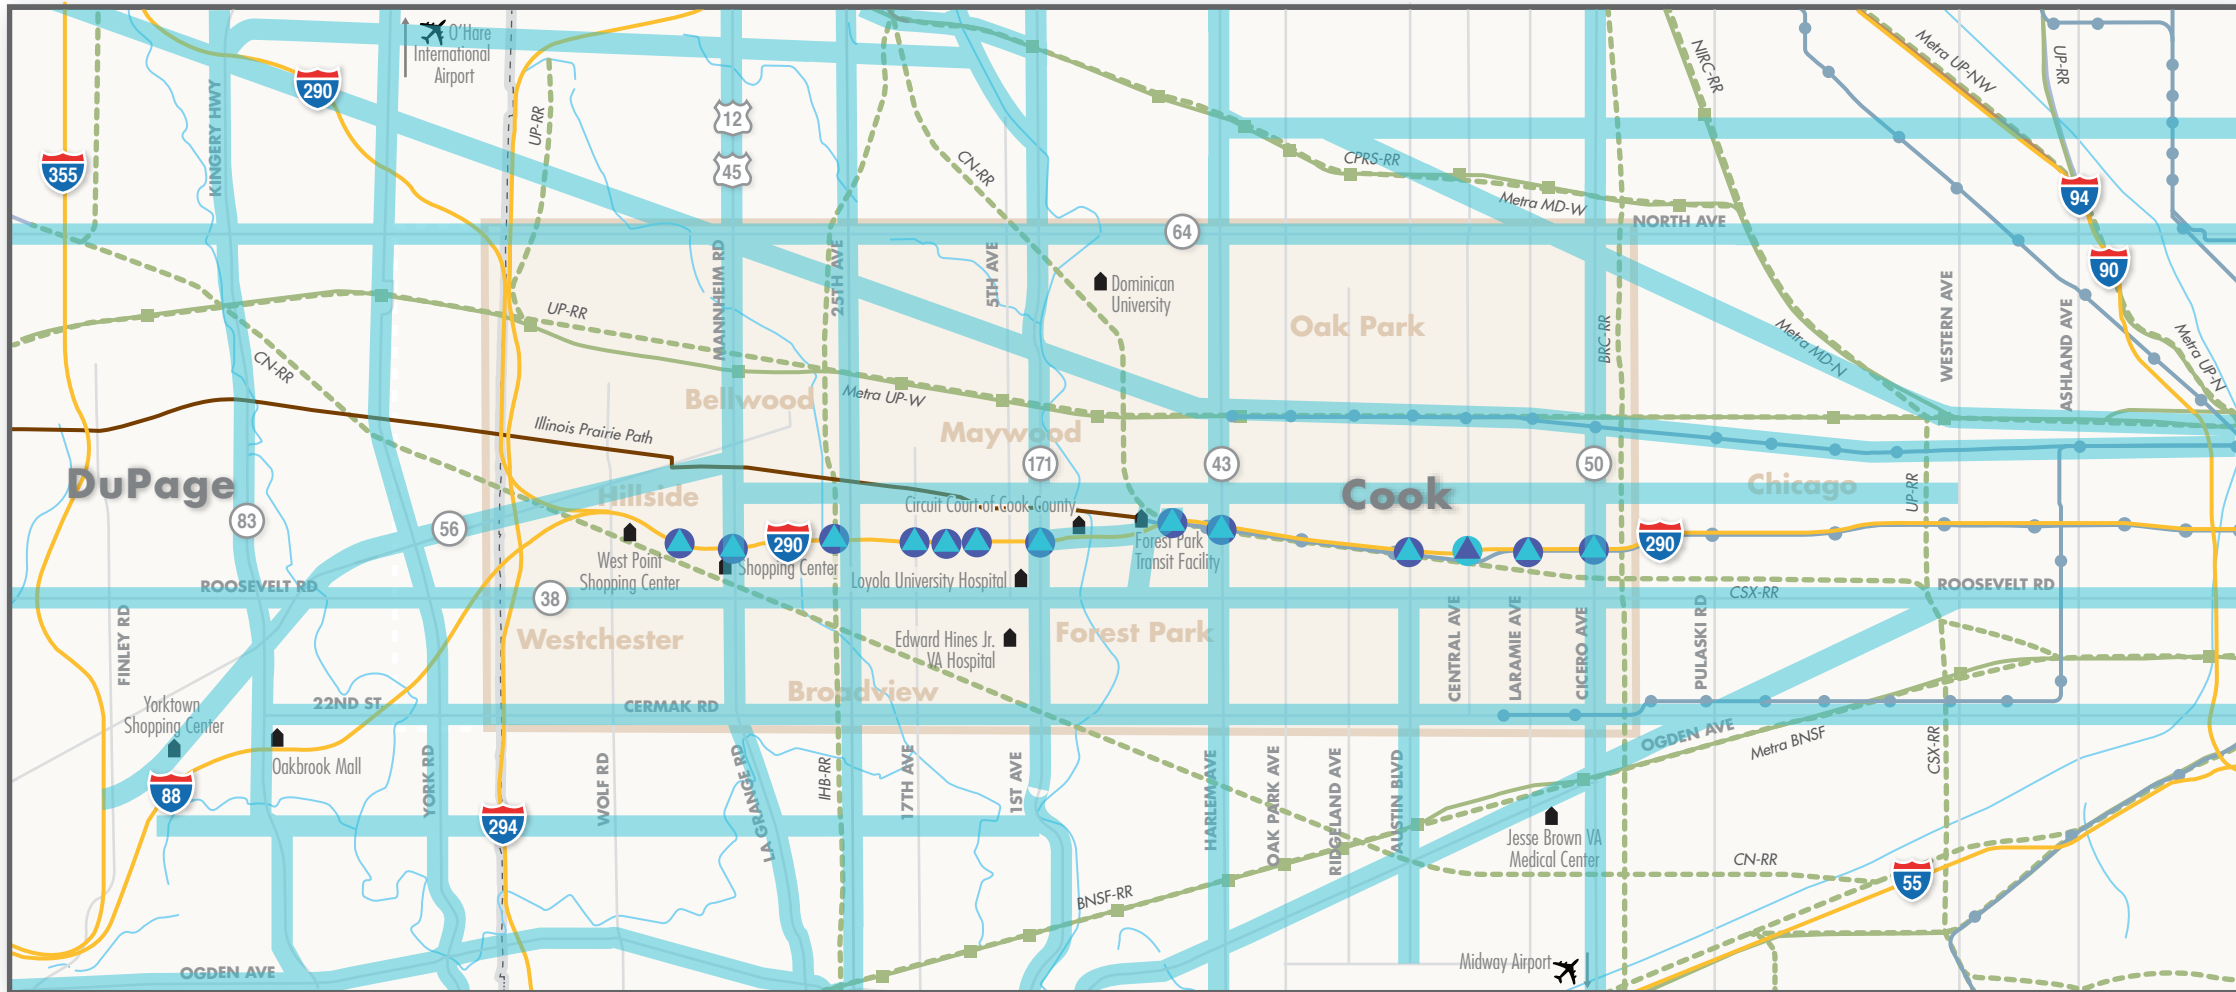 O'Hare
International
Airport
290
355
KINGERY HWY
UP-RR
12
45
CN-RR
CPRS-RR
Metra MD-W
NIRC-RR
Metra UP-NW
UP-RR
94
90
NORTH AVE
64
MANNHEIM RD
25TH AVE
5TH AVE
Dominican
University
Oak Park
BRC-RR
Metra MD-N
WESTERN AVE
ASHLAND AVE
Metra UP-N
UP-RR
CN-RR
Bellwood
Metra UP-W
Maywood
Illinois Prairie Path
171
43
50
DuPage
Hillside
Cook
Chicago
UP-RR
83
56
Circuit Court of Cook County
290
290
West Point
Shopping Center
Shopping Center
Loyola University Hospital
Forest Park
Transit Facility
ROOSEVELT RD
38
CSX-RR
ROOSEVELT RD
FINLEY RD
Westchester
Edward Hines Jr.
VA Hospital
Forest Park
CENTRAL AVE
LARAMIE AVE
CICERO AVE
PULASKI RD
Broadview
Yorktown
Shopping Center
22ND ST
CERMAK RD
OGDEN AVE
Metra BNSF
CSX-RR
Oakbrook Mall
88
YORK RD
294
WOLF RD
LA GRANGE RD
IHB-RR
17TH AVE
1ST AVE
HARLEM AVE
OAK PARK AVE
RIDGELAND AVE
AUSTIN BLVD
Jesse Brown VA
Medical Center
CN-RR
55
BNSF-RR
OGDEN AVE
Midway Airport